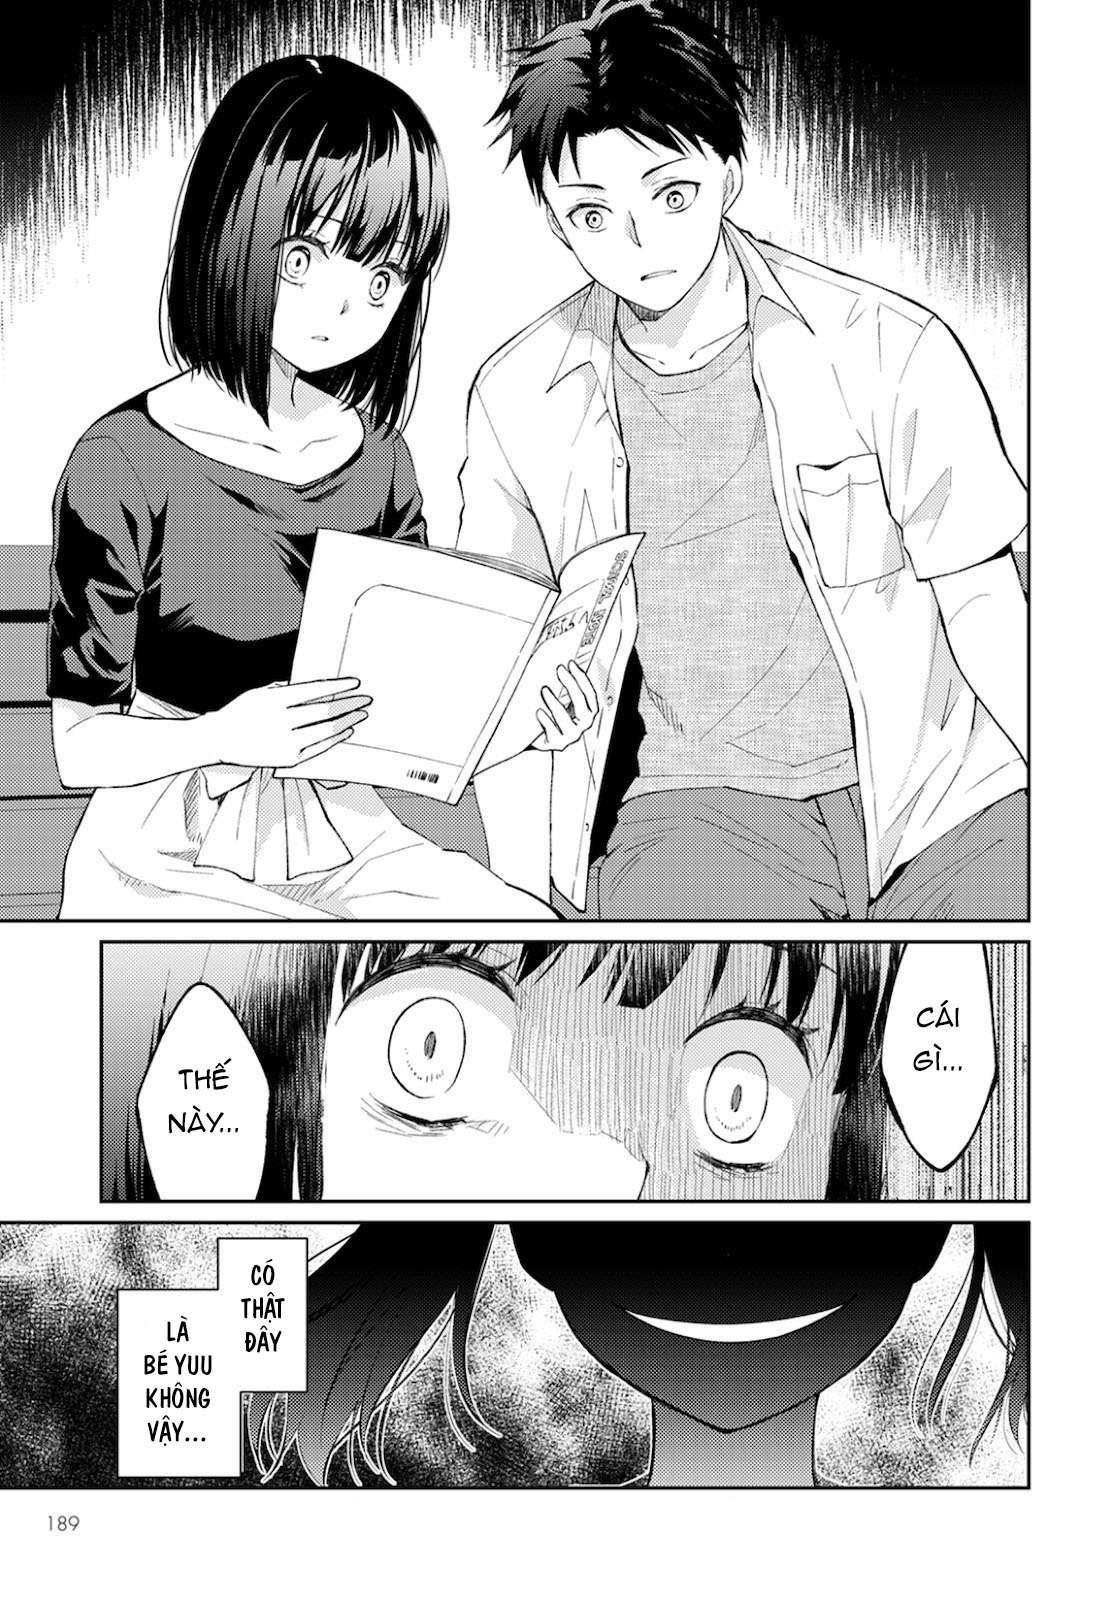 CÁI
GÌ...
THẾ
NÀY...
CÓ
THẬT
ĐÂY
LÀ
BÉ YUU
KHÔNG
VẬY...
189